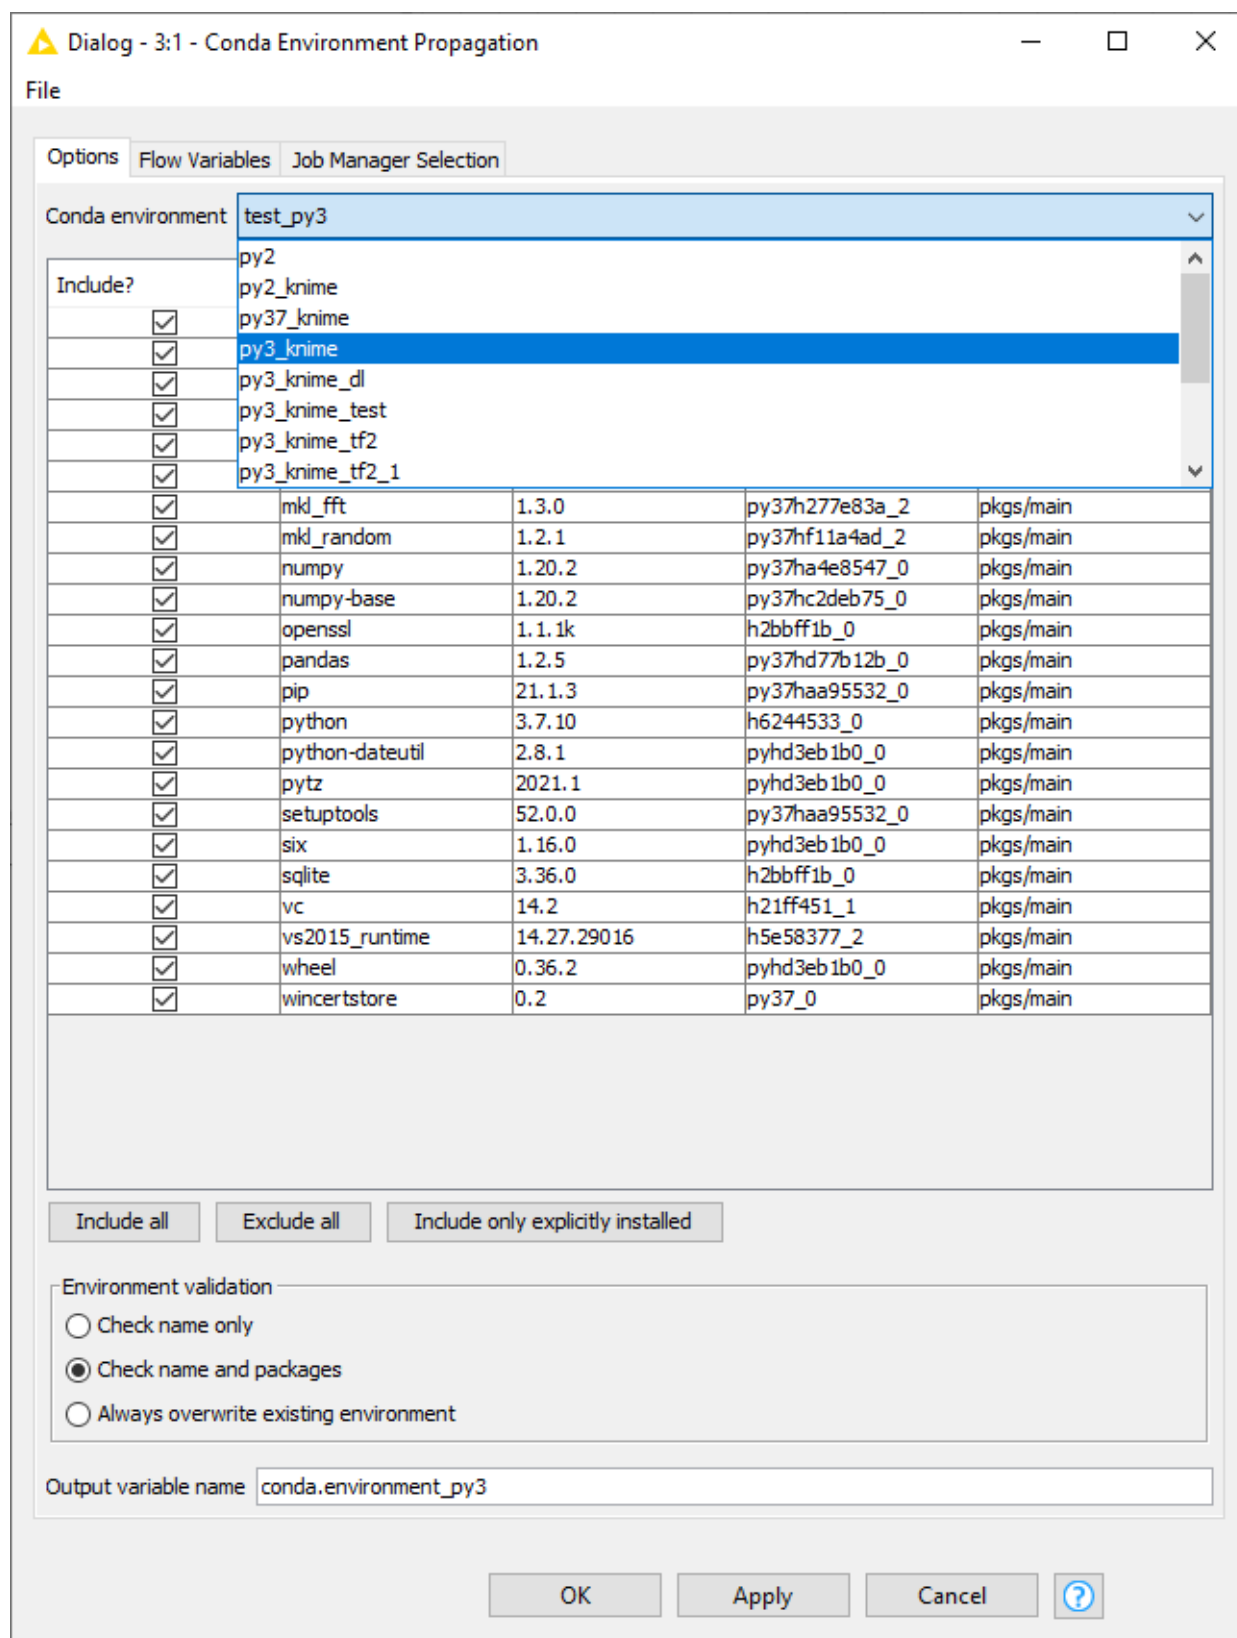 Dialog - 3:1 - Conda Environment Propagation
File
Options Flow Variables Job Manager Selection
Conda environment test_py3
py2
Include?
py2_knime
py37_knime
py3_knime
py3_knime_dl
py3_knime_test
py3_knime_tf2
py3_knime_tf2_1
mkl_fft 1.3.0 py37h277e83a_2 pkgs/main
mkl_random 1.2.1 py37hf11a4ad_2 pkgs/main
numpy 1.20.2 py37ha4e8547_0 pkgs/main
numpy-base 1.20.2 py37hc2deb75_0 pkgs/main
openssl 1.1.1k h2bbff1b_0 pkgs/main
pandas 1.2.5 py37hd77b12b_0 pkgs/main
pip 21.1.3 py37haa95532_0 pkgs/main
python 3.7.10 h6244533_0 pkgs/main
python-dateutil 2.8.1 pyhd3eb1b0_0 pkgs/main
pytz 2021.1 pyhd3eb1b0_0 pkgs/main
setuptools 52.0.0 py37haa95532_0 pkgs/main
six 1.16.0 pyhd3eb1b0_0 pkgs/main
sqlite 3.36.0 h2bbff1b_0 pkgs/main
vc 14.2 h21ff451_1 pkgs/main
vs2015_runtime 14.27.29016 h5e58377_2 pkgs/main
wheel 0.36.2 pyhd3eb1b0_0 pkgs/main
wincertstore 0.2 py37_0 pkgs/main
Include all Exclude all Include only explicitly installed
Environment validation
Check name only
Check name and packages
Always overwrite existing environment
Output variable name conda.environment_py3
OK Apply Cancel ?